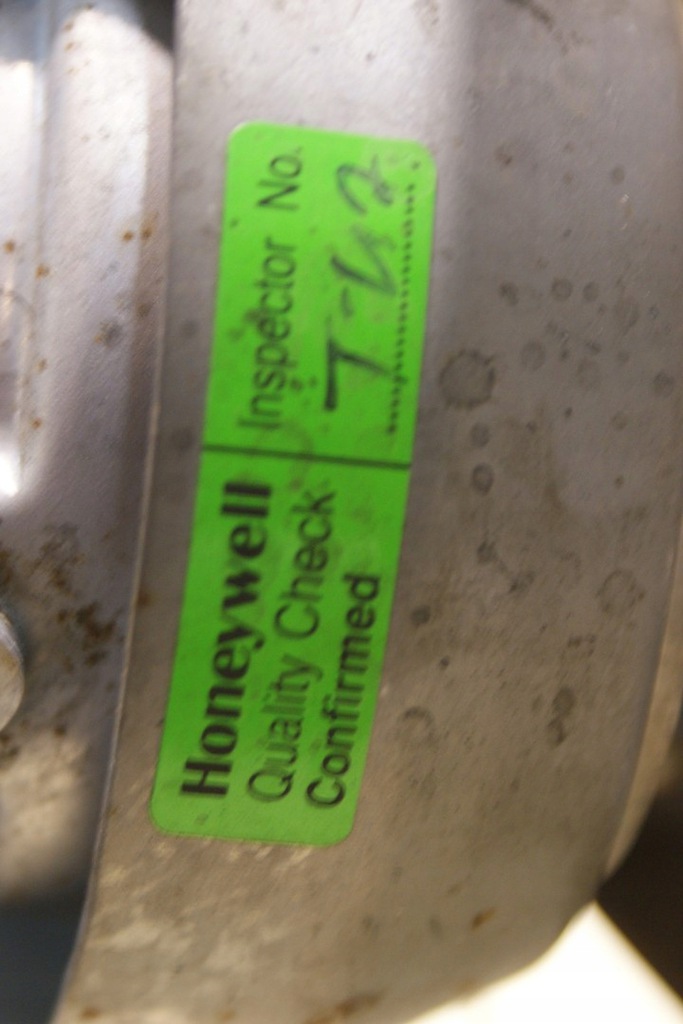 Honeywell
Quality Check
Confirmed
Inspector No.
T-42